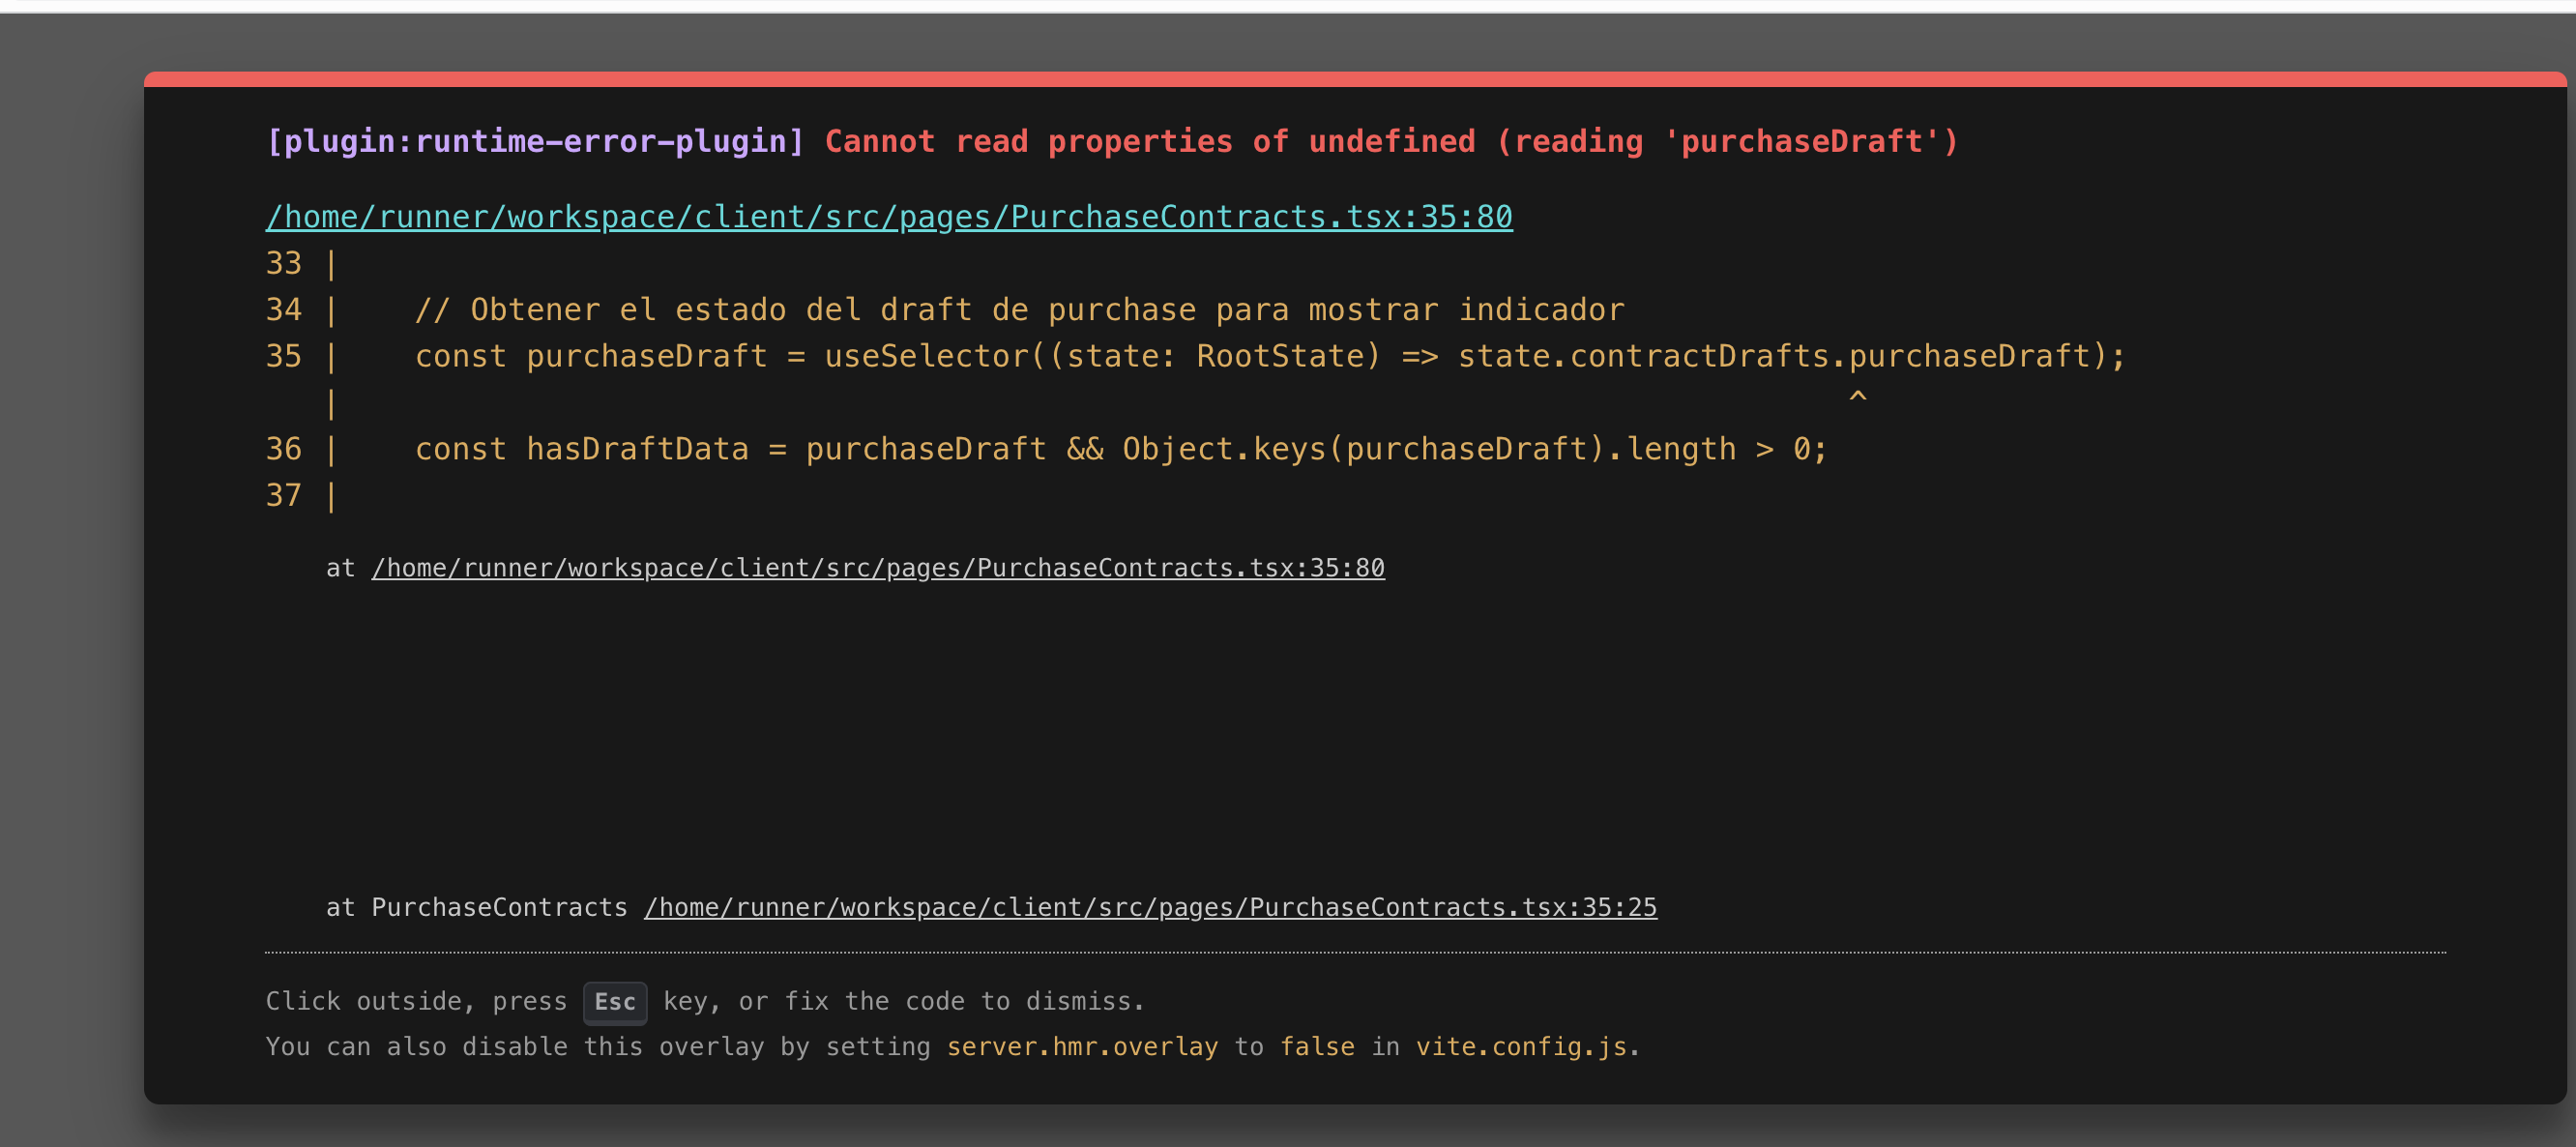 [plugin:runtime-error-plugin] Cannot read properties of undefined (reading 'purchaseDraft')
/home/runner/workspace/client/src/pages/PurchaseContracts.tsx:35:80
33 |
34 |    // Obtener el estado del draft de purchase para mostrar indicador
35 |    const purchaseDraft = useSelector((state: RootState) => state.contractDrafts.purchaseDraft);
   |                                                                                 ^
36 |    const hasDraftData = purchaseDraft && Object.keys(purchaseDraft).length > 0;
37 |
at /home/runner/workspace/client/src/pages/PurchaseContracts.tsx:35:80
at PurchaseContracts /home/runner/workspace/client/src/pages/PurchaseContracts.tsx:35:25
Click outside, press Esc key, or fix the code to dismiss.
You can also disable this overlay by setting server.hmr.overlay to false in vite.config.js.